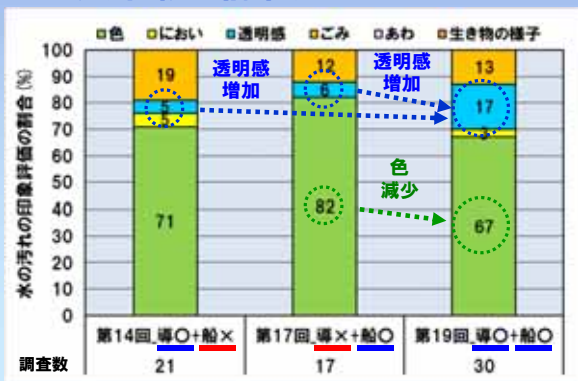 ■色 ■におい ■透明感 ■ごみ ■あわ ■生き物の様子
水の汚れの印象評価の割合(%)
100
90
80
70
60
50
40
30
20
10
0
19
5
5
71
透明感
増加
12
6
82
透明感
増加
色
減少
13
17
3
67
第14回_導○+船× 第17回_導×+船○ 第19回_導○+船○
調査数 21 17 30